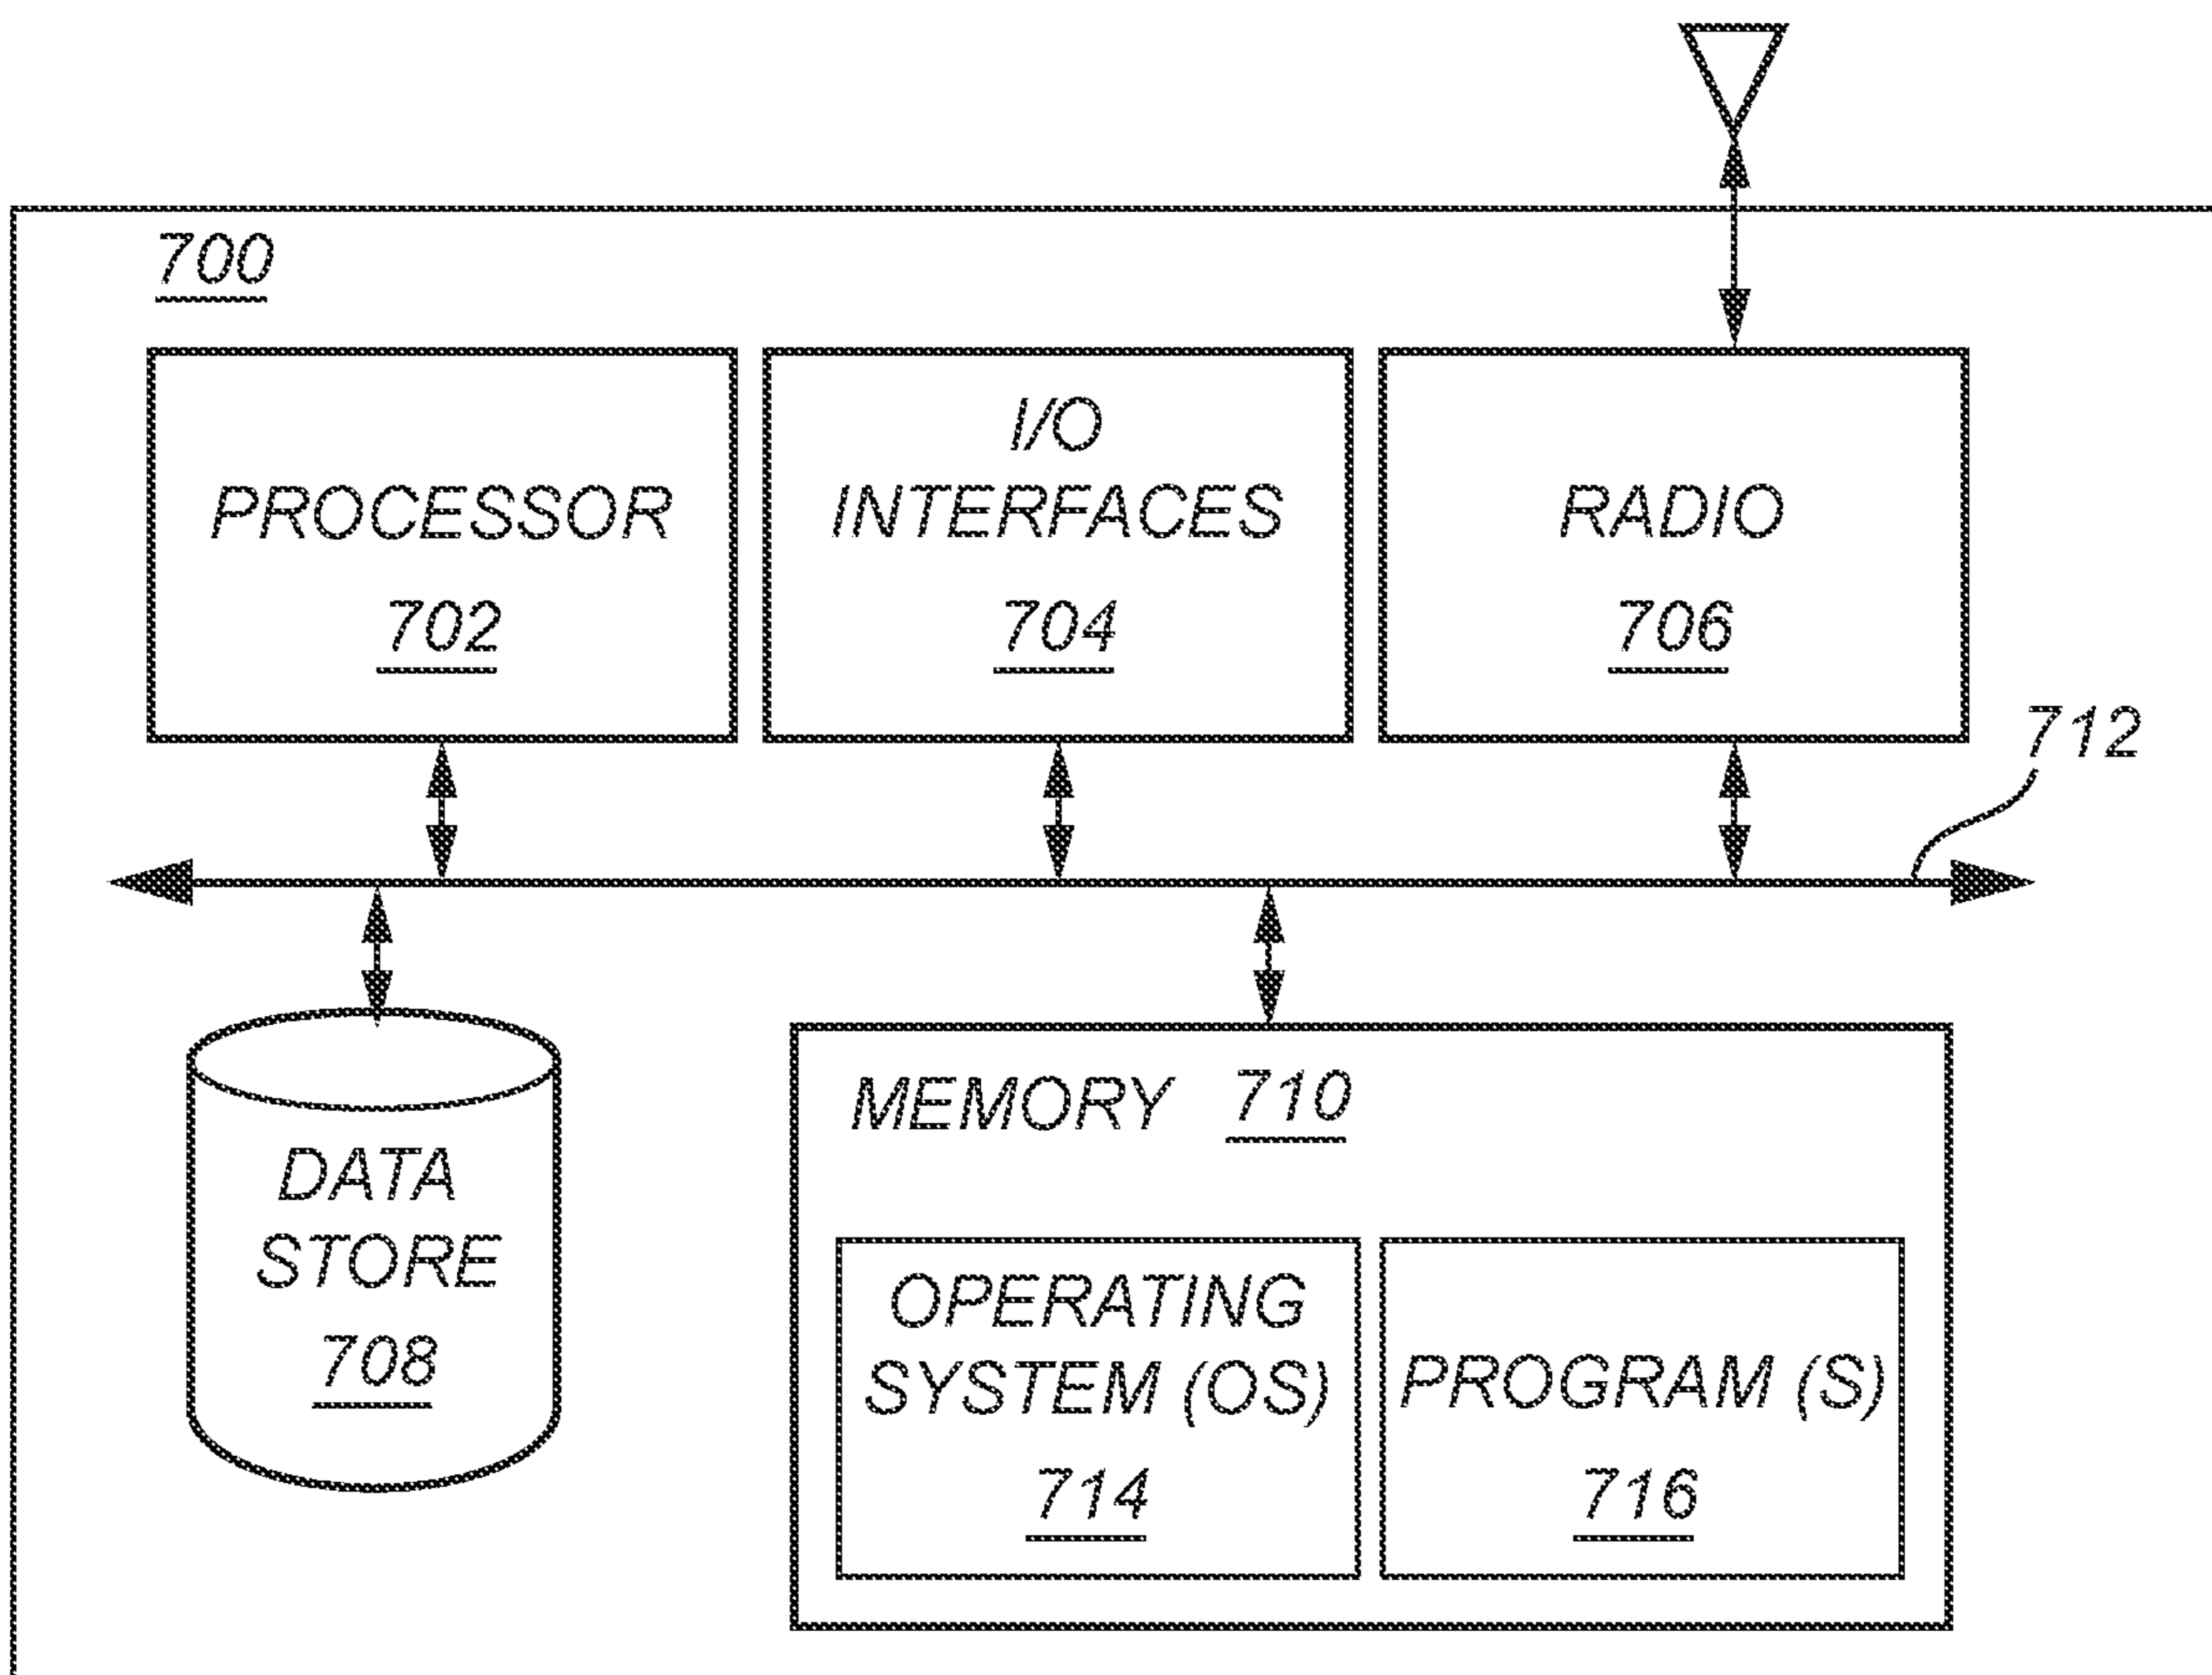 700
PROCESSOR
702
I/O
INTERFACES
704
RADIO
706
712
DATA
STORE
708
MEMORY 710
OPERATING
SYSTEM (OS)
714
PROGRAM (S)
716